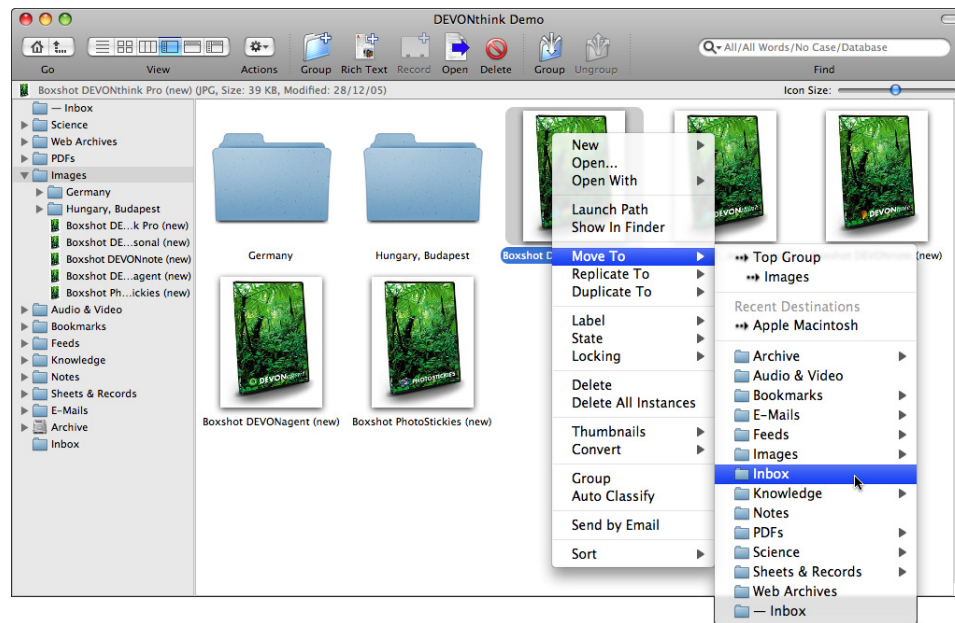 DEVONthink Demo
All/All Words/No Case/Database
Go View Actions Group Rich Text Record Open Delete Group Ungroup Find
Boxshot DEVONthink Pro (new) (JPG, Size: 39 KB, Modified: 28/12/05) Icon Size:
— Inbox
Science
Web Archives
PDFs
Images
Germany
Hungary, Budapest
Boxshot DE...k Pro (new)
Boxshot DE...sonal (new)
Boxshot DEVONnote (new)
Boxshot DE...agent (new)
Boxshot Ph...ickies (new)
Audio & Video
Bookmarks
Feeds
Knowledge
Notes
Sheets & Records
E-Mails
Archive
Inbox
Germany
Hungary, Budapest
Boxshot D
(new)
Boxshot DEVONagent (new)
Boxshot PhotoStickies (new)
PHOTOSTICKIES
New
Open...
Open With
Launch Path
Show In Finder
Move To
Replicate To
Duplicate To
Label
State
Locking
Delete
Delete All Instances
Thumbnails
Convert
Group
Auto Classify
Send by Email
Sort
Top Group
Images
Recent Destinations
Apple Macintosh
Archive
Audio & Video
Bookmarks
E-Mails
Feeds
Images
Inbox
Knowledge
Notes
PDFs
Science
Sheets & Records
Web Archives
— Inbox